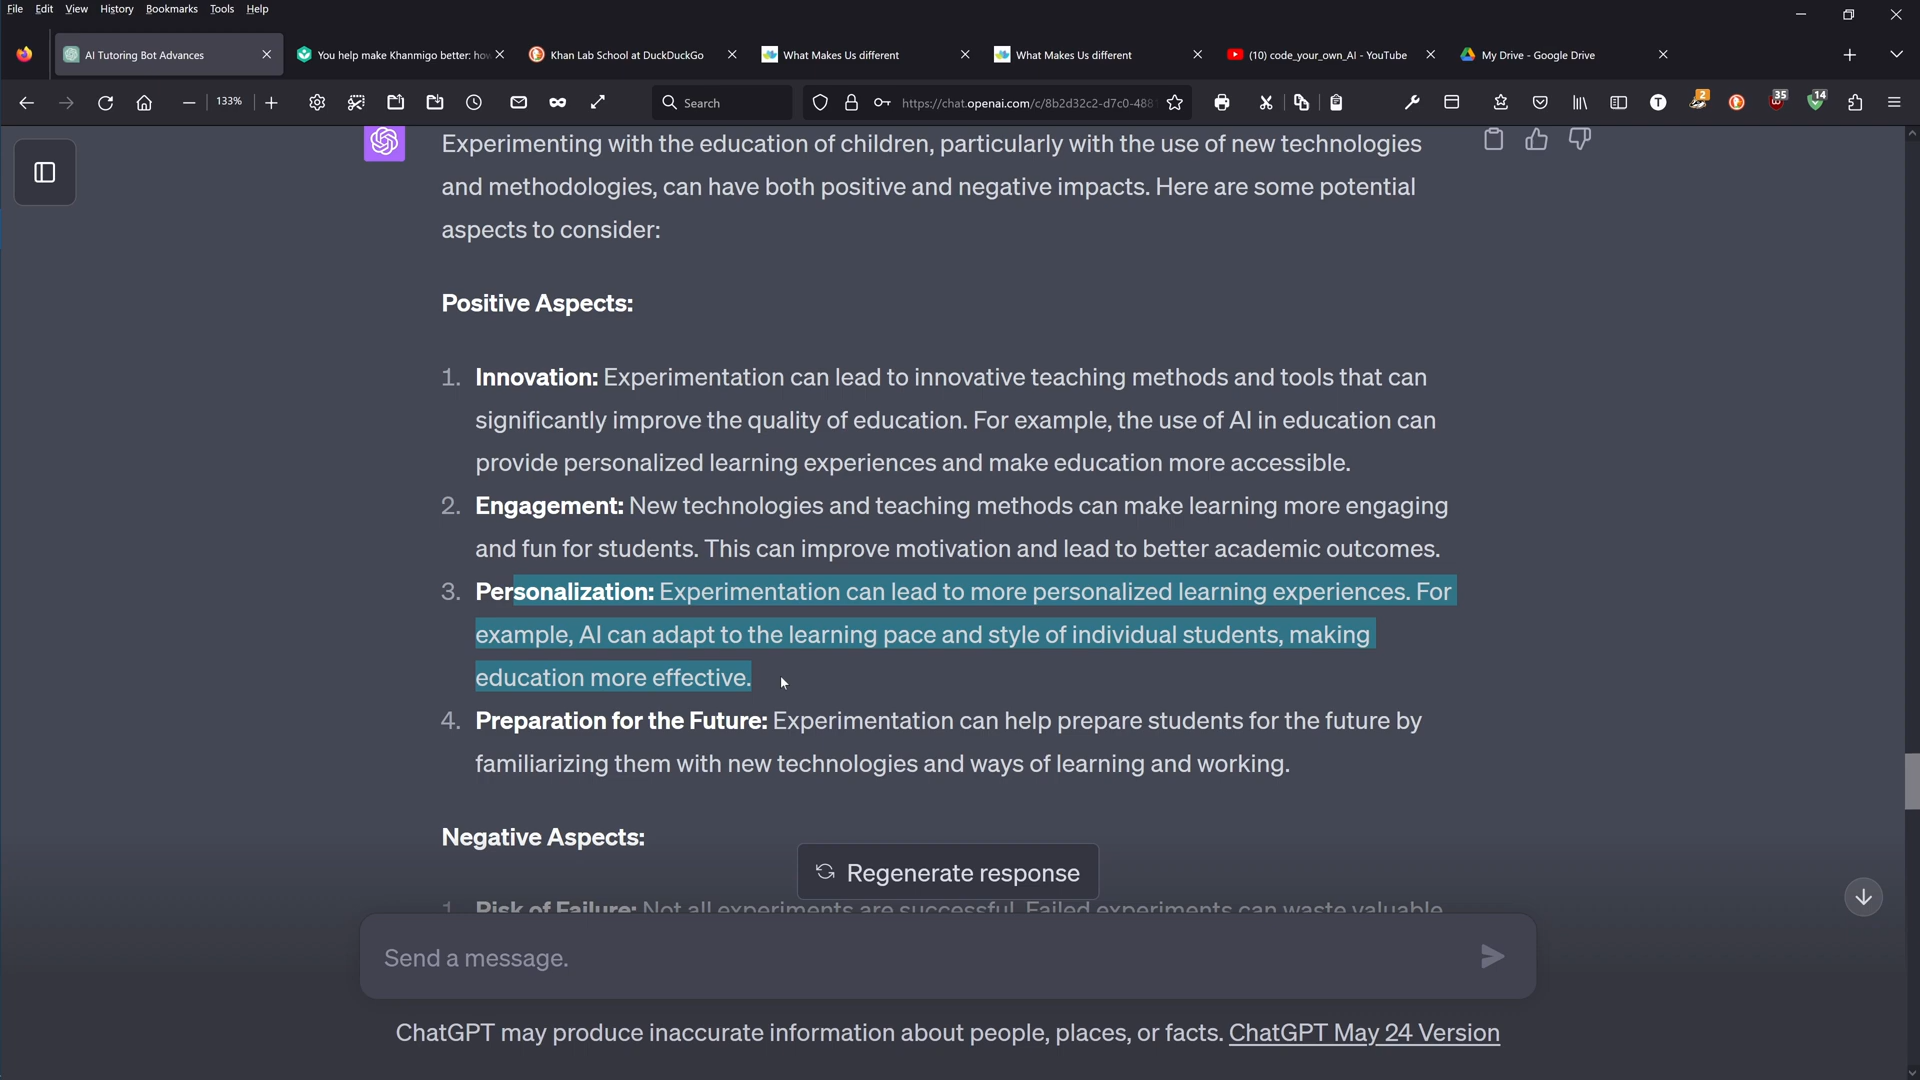 File Edit View History Bookmarks Tools Help
AI Tutoring Bot Advances
You help make Khanmigo better: how
Khan Lab School at DuckDuckGo
What Makes Us different
What Makes Us different
(10) code_your_own_AI - YouTube
My Drive - Google Drive
133%
Search
https://chat.openai.com/c/8b2d32c2-d7c0-488
T
2
35
14
Experimenting with the education of children, particularly with the use of new technologies
and methodologies, can have both positive and negative impacts. Here are some potential
aspects to consider:
Positive Aspects:
1. Innovation: Experimentation can lead to innovative teaching methods and tools that can
significantly improve the quality of education. For example, the use of AI in education can
provide personalized learning experiences and make education more accessible.
2. Engagement: New technologies and teaching methods can make learning more engaging
and fun for students. This can improve motivation and lead to better academic outcomes.
3. Personalization: Experimentation can lead to more personalized learning experiences. For
example, AI can adapt to the learning pace and style of individual students, making
education more effective.
4. Preparation for the Future: Experimentation can help prepare students for the future by
familiarizing them with new technologies and ways of learning and working.
Negative Aspects:
Regenerate response
1. Risk of Failure: Not all experiments are successful. Failed experiments can waste valuable
Send a message.
ChatGPT may produce inaccurate information about people, places, or facts. ChatGPT May 24 Version